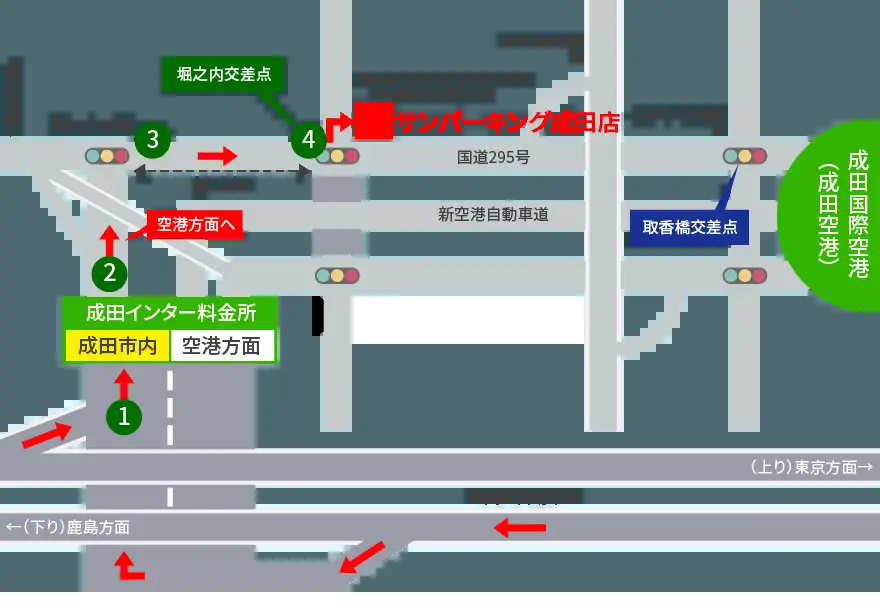 堀之内交差点
3
4
サンパーキング成田店
国道295号
成田国際空港
（成田空港）
新空港自動車道
空港方面へ
取香橋交差点
2
成田インター料金所
成田市内
空港方面
1
（上り）東京方面→
←（下り）鹿島方面